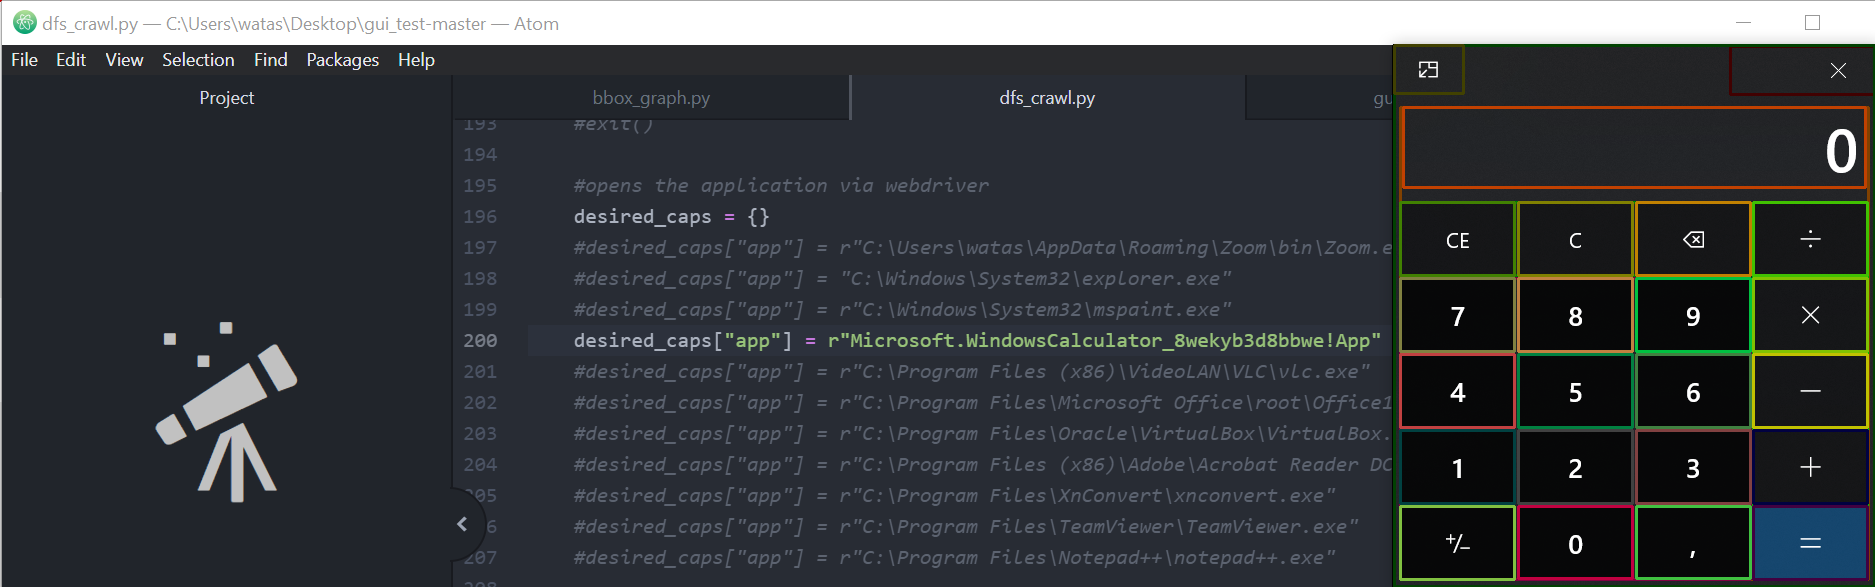 dfs_crawl.py — C:\Users\watas\Desktop\gui_test-master — Atom
File Edit View Selection Find Packages Help
Project
bbox_graph.py dfs_crawl.py gu
193 #exit()
194
195 #opens the application via webdriver
196 desired_caps = {}
197 #desired_caps["app"] = r"C:\Users\watas\AppData\Roaming\Zoom\bin\Zoom.e
198 #desired_caps["app"] = "C:\Windows\System32\explorer.exe"
199 #desired_caps["app"] = r"C:\Windows\System32\mspaint.exe"
200 desired_caps["app"] = r"Microsoft.WindowsCalculator_8wekyb3d8bbwe!App"
201 #desired_caps["app"] = r"C:\Program Files (x86)\VideoLAN\VLC\vlc.exe"
202 #desired_caps["app"] = r"C:\Program Files\Microsoft Office\root\Office1
203 #desired_caps["app"] = r"C:\Program Files\Oracle\VirtualBox\VirtualBox.
204 #desired_caps["app"] = r"C:\Program Files (x86)\Adobe\Acrobat Reader DC
05 #desired_caps["app"] = r"C:\Program Files\XnConvert\xnconvert.exe"
6 #desired_caps["app"] = r"C:\Program Files\TeamViewer\TeamViewer.exe"
207 #desired_caps["app"] = r"C:\Program Files\Notepad++\notepad++.exe"
0
CE C ÷
7 8 9 ×
4 5 6 −
1 2 3 +
+/− 0 , =